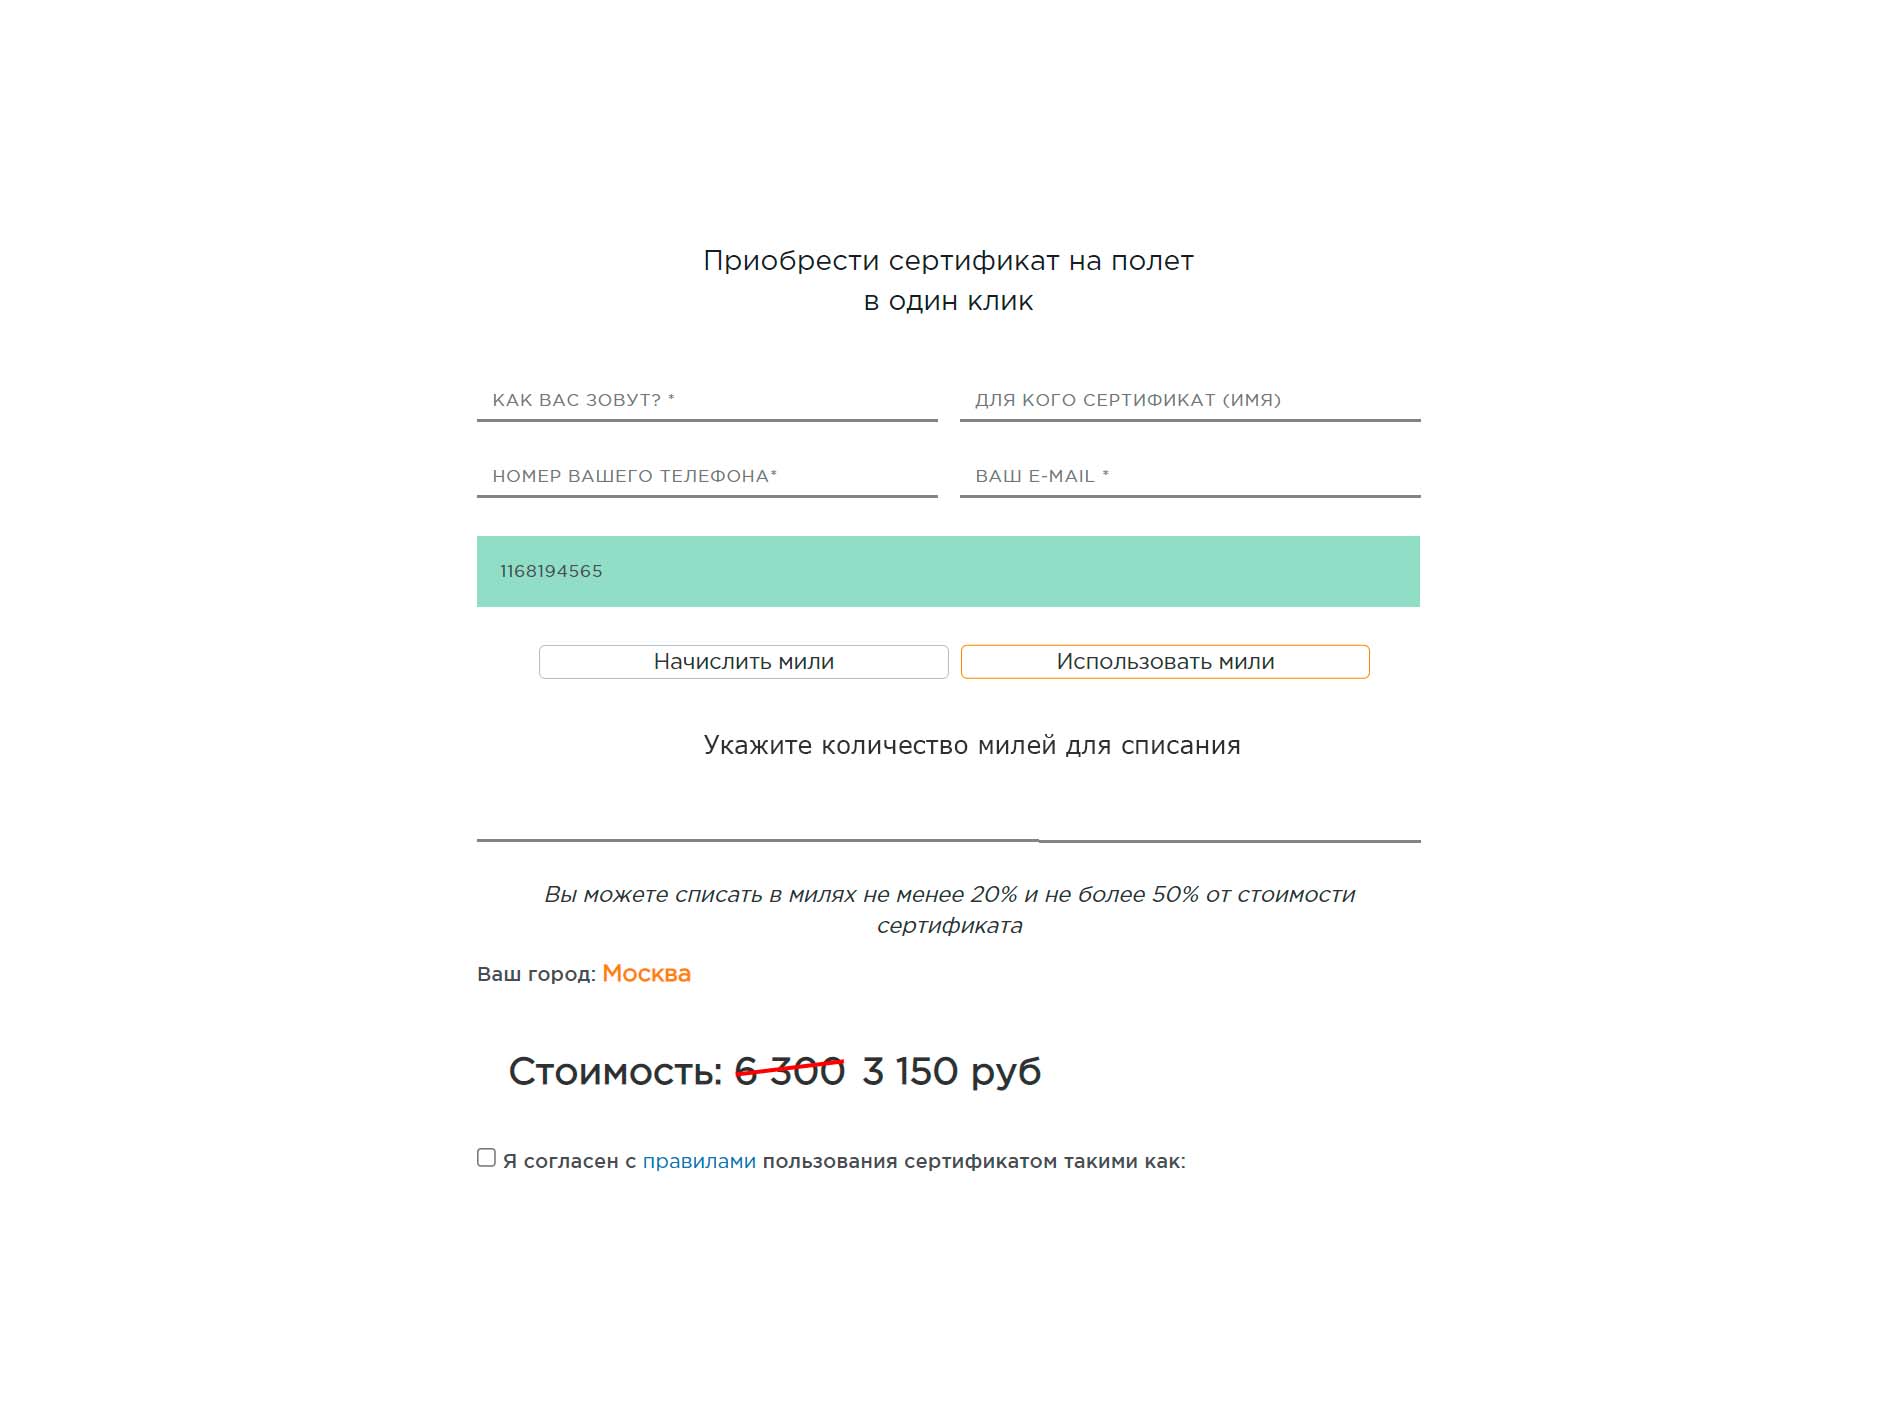 Приобрести сертификат на полет
в один клик
КАК ВАС ЗОВУТ? *
ДЛЯ КОГО СЕРТИФИКАТ (ИМЯ)
НОМЕР ВАШЕГО ТЕЛЕФОНА*
ВАШ E-MAIL *
1168194565
Начислить мили
Использовать мили
Укажите количество милей для списания
Вы можете списать в милях не менее 20% и не более 50% от стоимости
сертификата
Ваш город: Москва
Стоимость: 6 300 3 150 руб
Я согласен с правилами пользования сертификатом такими как: